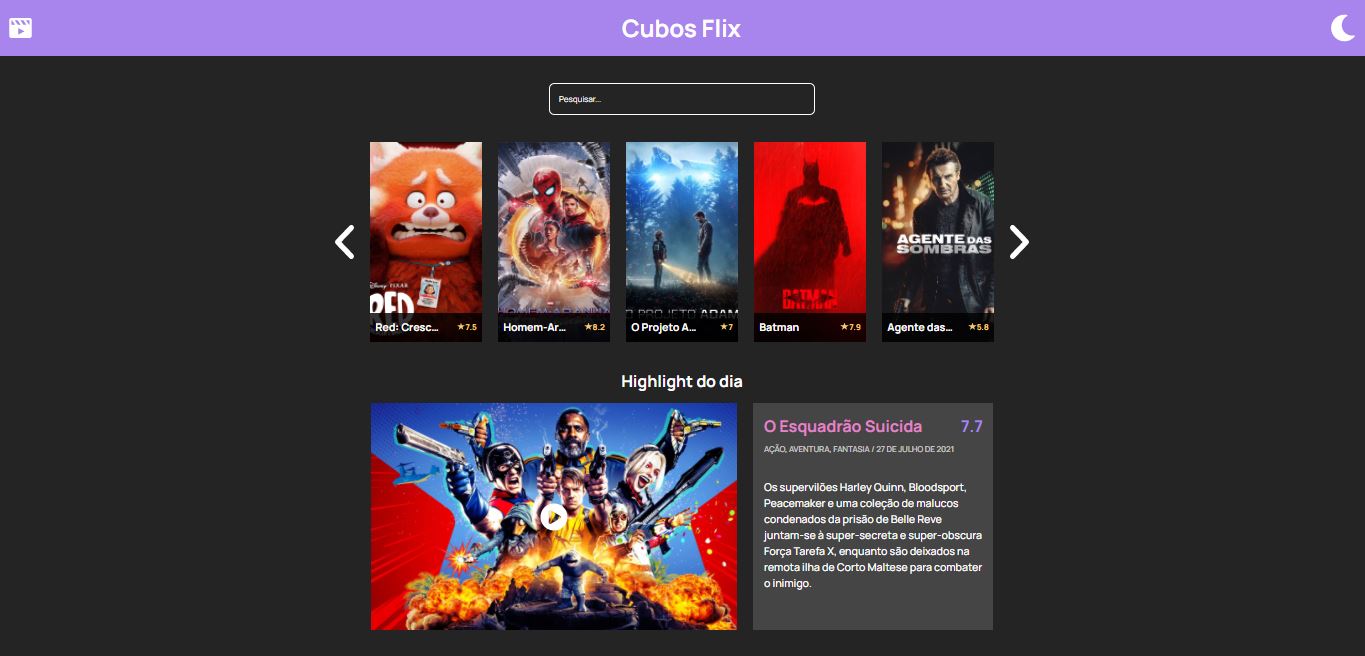 Cubos Flix
Pesquisar...
Disney PIXAR
RED
AGENTE DAS
SOMBRAS
HOMEM-ARANHA
O PROJETO ADAM
BATMAN
Red: Cresc... ★7.5
Homem-Ar... ★8.2
O Projeto A... ★7
Batman ★7.9
Agente das... ★5.8
Highlight do dia
O Esquadrão Suicida 7.7
AÇÃO, AVENTURA, FANTASIA / 27 DE JULHO DE 2021
Os supervilões Harley Quinn, Bloodsport,
Peacemaker e uma coleção de malucos
condenados da prisão de Belle Reve
juntam-se à super-secreta e super-obscura
Força Tarefa X, enquanto são deixados na
remota ilha de Corto Maltese para combater
o inimigo.